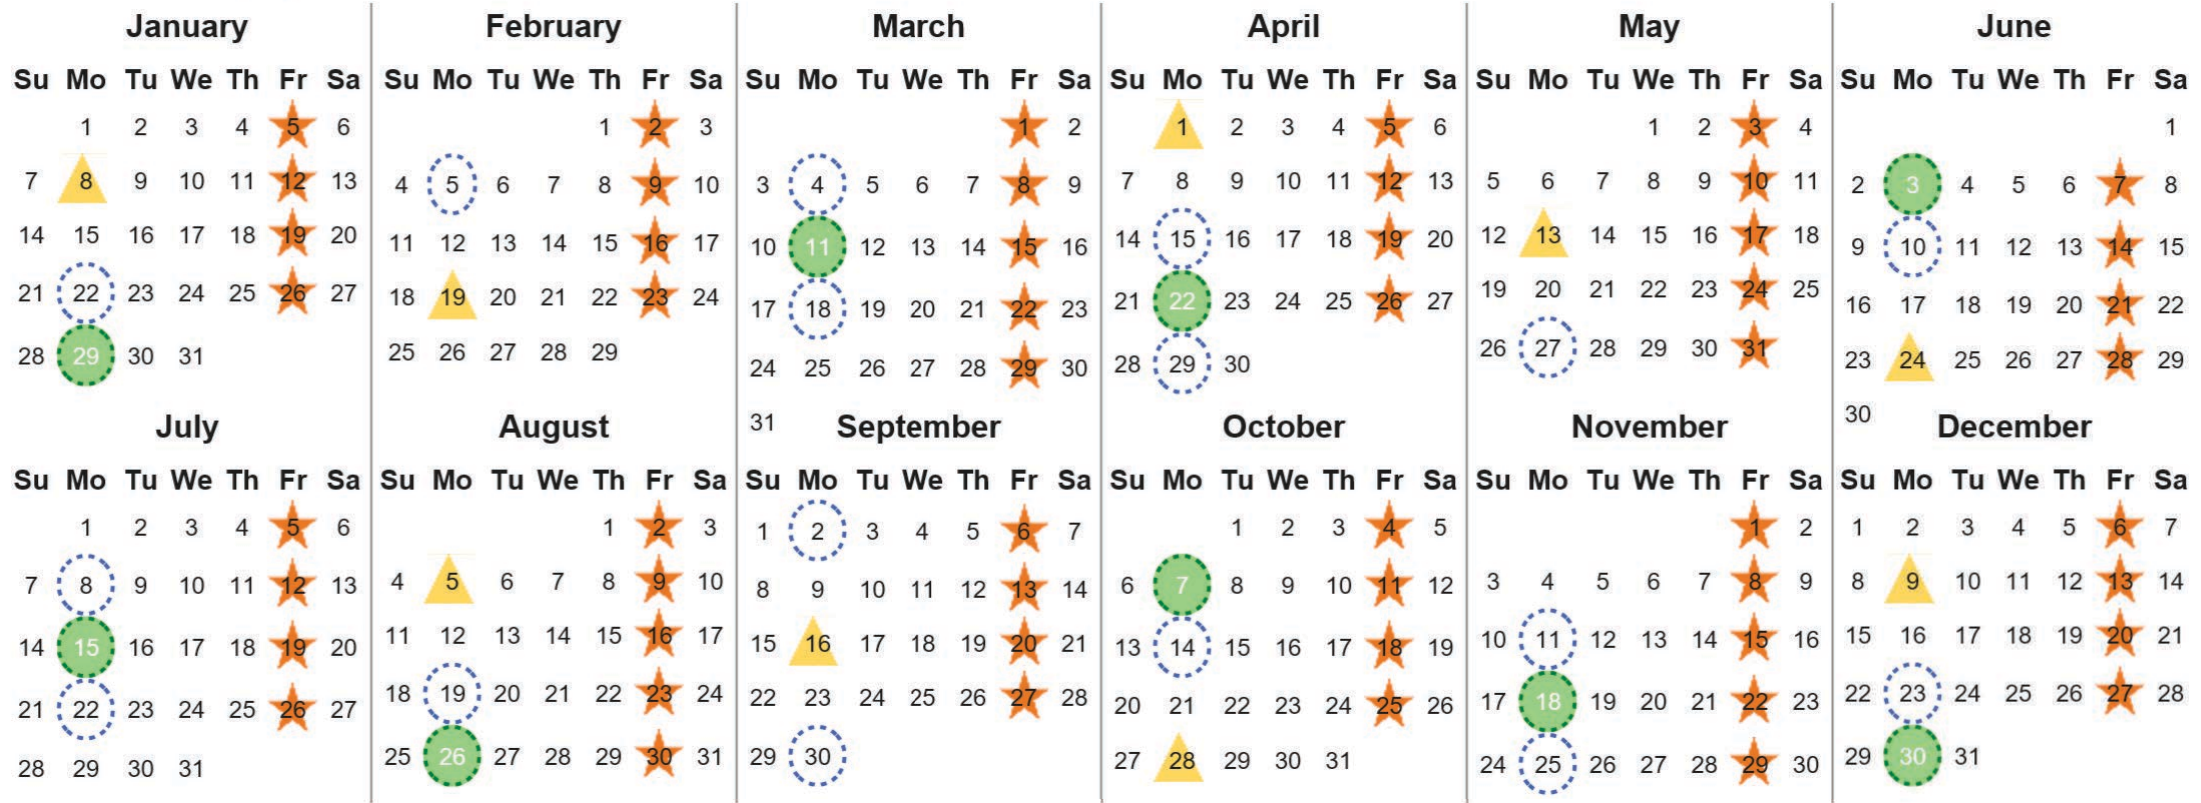 January
Su Mo Tu We Th Fr Sa
1 2 3 4 5 6
7 8 9 10 11 12 13
14 15 16 17 18 19 20
21 22 23 24 25 26 27
28 29 30 31
February
Su Mo Tu We Th Fr Sa
1 2 3
4 5 6 7 8 9 10
11 12 13 14 15 16 17
18 19 20 21 22 23 24
25 26 27 28 29
March
Su Mo Tu We Th Fr Sa
1 2
3 4 5 6 7 8 9
10 11 12 13 14 15 16
17 18 19 20 21 22 23
24 25 26 27 28 29 30
31
April
Su Mo Tu We Th Fr Sa
1 2 3 4 5 6
7 8 9 10 11 12 13
14 15 16 17 18 19 20
21 22 23 24 25 26 27
28 29 30
May
Su Mo Tu We Th Fr Sa
1 2 3 4
5 6 7 8 9 10 11
12 13 14 15 16 17 18
19 20 21 22 23 24 25
26 27 28 29 30 31
June
Su Mo Tu We Th Fr Sa
1
2 3 4 5 6 7 8
9 10 11 12 13 14 15
16 17 18 19 20 21 22
23 24 25 26 27 28 29
30
July
Su Mo Tu We Th Fr Sa
1 2 3 4 5 6
7 8 9 10 11 12 13
14 15 16 17 18 19 20
21 22 23 24 25 26 27
28 29 30 31
August
Su Mo Tu We Th Fr Sa
1 2 3
4 5 6 7 8 9 10
11 12 13 14 15 16 17
18 19 20 21 22 23 24
25 26 27 28 29 30 31
September
Su Mo Tu We Th Fr Sa
1 2 3 4 5 6 7
8 9 10 11 12 13 14
15 16 17 18 19 20 21
22 23 24 25 26 27 28
29 30
October
Su Mo Tu We Th Fr Sa
1 2 3 4 5
6 7 8 9 10 11 12
13 14 15 16 17 18 19
20 21 22 23 24 25 26
27 28 29 30 31
November
Su Mo Tu We Th Fr Sa
1 2
3 4 5 6 7 8 9
10 11 12 13 14 15 16
17 18 19 20 21 22 23
24 25 26 27 28 29 30
December
Su Mo Tu We Th Fr Sa
1 2 3 4 5 6 7
8 9 10 11 12 13 14
15 16 17 18 19 20 21
22 23 24 25 26 27 28
29 30 31